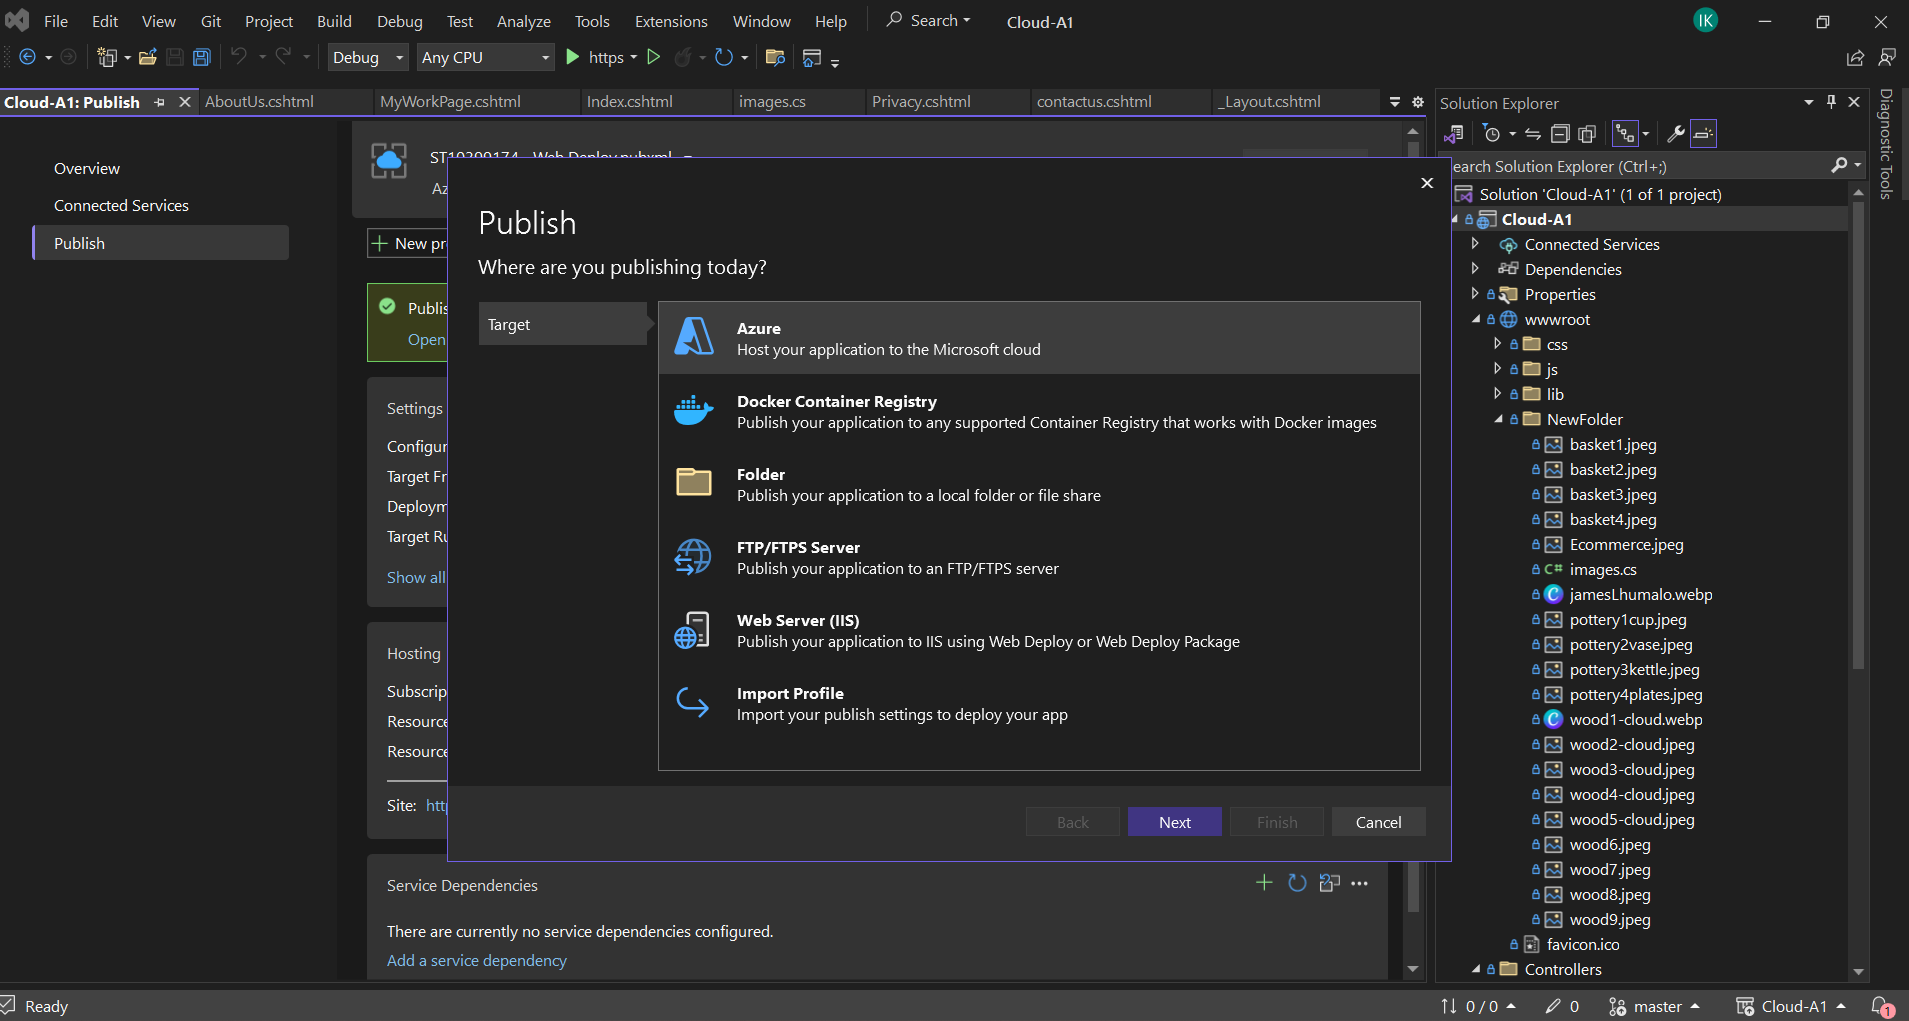 File Edit View Git Project Build Debug Test Analyze Tools Extensions Window Help Search Cloud-A1 IK
Debug Any CPU https
Cloud-A1: Publish AboutUs.cshtml MyWorkPage.cshtml Index.cshtml images.cs Privacy.cshtml contactus.cshtml _Layout.cshtml
Overview
Connected Services
Publish
New pr
Publis
Open
Settings
Configur
Target Fr
Deploym
Target Ru
Show all
Hosting
Subscrip
Resource
Resource
Site: http
Service Dependencies
There are currently no service dependencies configured.
Add a service dependency
Publish
Where are you publishing today?
Target
Azure
Host your application to the Microsoft cloud
Docker Container Registry
Publish your application to any supported Container Registry that works with Docker images
Folder
Publish your application to a local folder or file share
FTP/FTPS Server
Publish your application to an FTP/FTPS server
Web Server (IIS)
Publish your application to IIS using Web Deploy or Web Deploy Package
Import Profile
Import your publish settings to deploy your app
Back Next Finish Cancel
Solution Explorer
earch Solution Explorer (Ctrl+;)
Solution 'Cloud-A1' (1 of 1 project)
Cloud-A1
Connected Services
Dependencies
Properties
wwwroot
css
js
lib
NewFolder
basket1.jpeg
basket2.jpeg
basket3.jpeg
basket4.jpeg
Ecommerce.jpeg
C# images.cs
jamesLhumalo.webp
pottery1cup.jpeg
pottery2vase.jpeg
pottery3kettle.jpeg
pottery4plates.jpeg
wood1-cloud.webp
wood2-cloud.jpeg
wood3-cloud.jpeg
wood4-cloud.jpeg
wood5-cloud.jpeg
wood6.jpeg
wood7.jpeg
wood8.jpeg
wood9.jpeg
favicon.ico
Controllers
Diagnostic Tools
Ready 0 / 0 0 master Cloud-A1 1